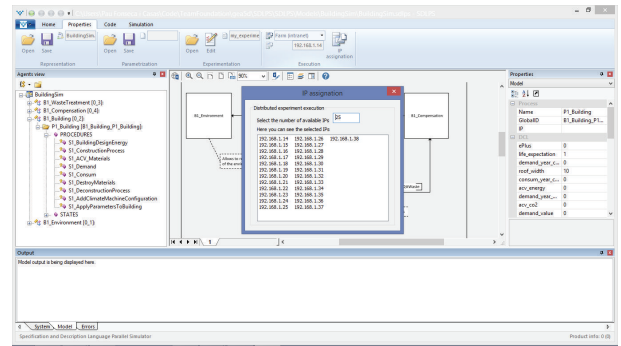 Home Properties Code Simulation
BuildingSim
my_experime
Farm (intranet)
192.168.1.14
Open Save
Open Save
Open Edit
IP assignation
Representation
Parametrization
Experimentation
Execution
Agents view
BuildingSim
B1_WasteTreatment [0_3]:
B1_Compensation [0_4]:
B1_Building [0_2]:
P1_Building [B1_Building_P1_Building]:
PROCEDURES
S1_BuildingDesignEnergy
S1_ConstructionProcess
S1_ACV_Materials
S1_Demand
S1_Consum
S1_DestroyMaterials
S1_DeconstructionProcess
S1_AddClimateMachineConfiguration
S1_ApplyParametersToBuilding
STATES
B1_Environment [0_1]:
90%
B1_Environment
B1_Compensation
IP assignation
Distributed experiment execution
Select the number of available IPs 25
Here you can see the selected IPs
192.168.1.14 192.168.1.26 192.168.1.38
192.168.1.15 192.168.1.27
192.168.1.16 192.168.1.28
192.168.1.17 192.168.1.29
192.168.1.18 192.168.1.30
192.168.1.19 192.168.1.31
192.168.1.20 192.168.1.32
192.168.1.21 192.168.1.33
192.168.1.22 192.168.1.34
192.168.1.23 192.168.1.35
192.168.1.24 192.168.1.36
192.168.1.25 192.168.1.37
1
Properties
Model
Process
Name P1_Building
GlobalID B1_Building_P1...
IP
DCL
ePlus 0
life_expectation 1
demand_year_c... 0
roof_width 10
consum_year_c... 0
acv_energy 0
demand_year_... 0
acv_co2 0
demand_value 0
Output
Model output is being displayed here.
System Model Errors
Specification and Description Language Parallel Simulator
Product info: 0.(0)